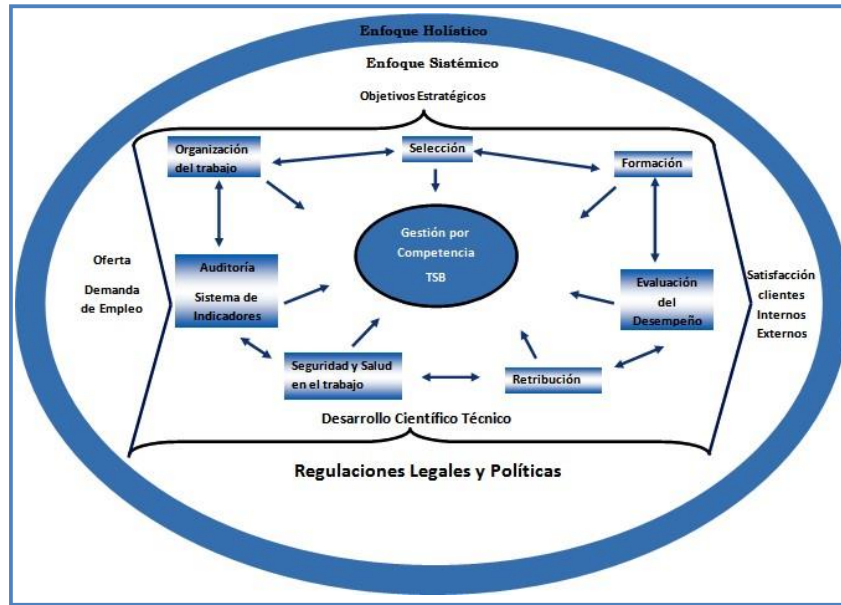 Enfoque Holístico
Enfoque Sistémico
Objetivos Estratégicos
Organización
del trabajo
Selección
Formación
Gestión por
Competencia
TSB
Oferta
Demanda
de Empleo
Auditoría
Sistema de
Indicadores
Evaluación
del
Desempeño
Satisfacción
clientes
Internos
Externos
Seguridad y Salud
en el trabajo
Retribución
Desarrollo Científico Técnico
Regulaciones Legales y Políticas